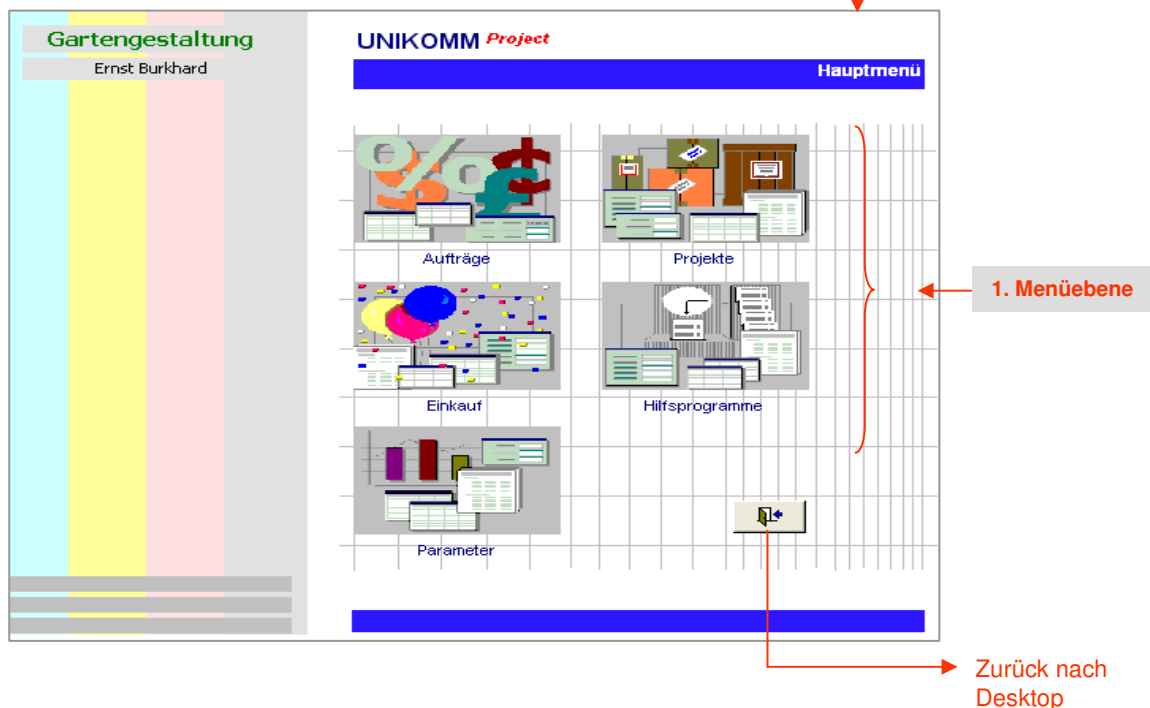 Gartengestaltung
Ernst Burkhard
UNIKOMM Project
Hauptmenü
Aufträge
Projekte
1. Menüebene
Einkauf
Hilfsprogramme
Parameter
Zurück nach
Desktop